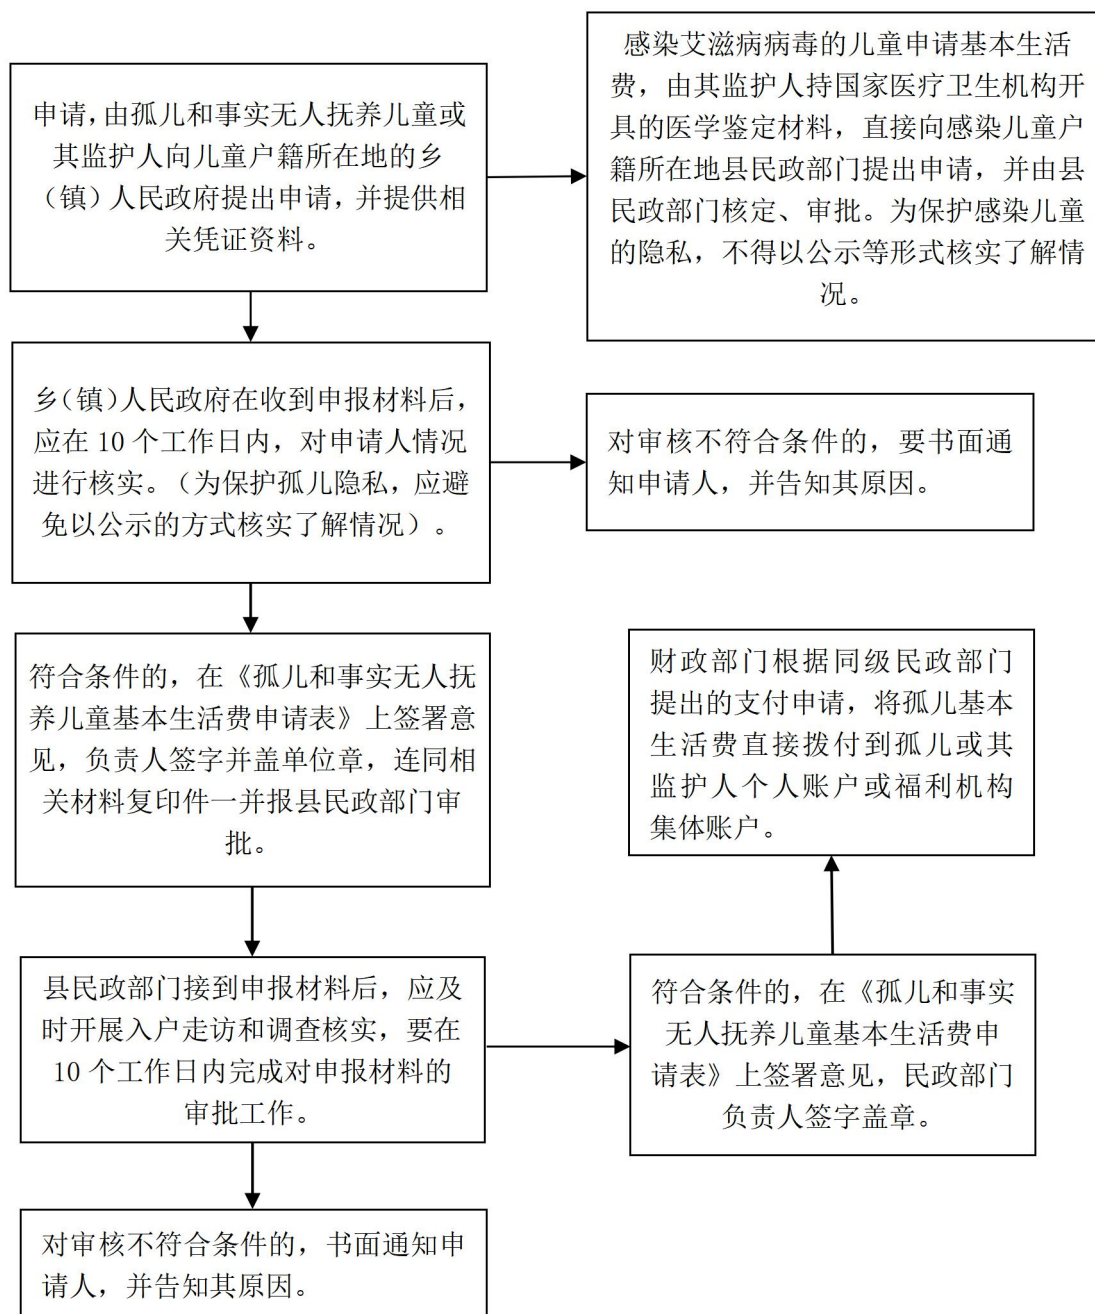 申请，由孤儿和事实无人抚养儿童或
其监护人向儿童户籍所在地的乡
（镇）人民政府提出申请，并提供相
关凭证资料。
感染艾滋病病毒的儿童申请基本生活
费，由其监护人持国家医疗卫生机构开
具的医学鉴定材料，直接向感染儿童户
籍所在地县民政部门提出申请，并由县
民政部门核定、审批。为保护感染儿童
的隐私，不得以公示等形式核实了解情
况。
乡（镇）人民政府在收到申报材料后，
应在 10 个工作日内，对申请人情况
进行核实。（为保护孤儿隐私，应避
免以公示的方式核实了解情况）。
对审核不符合条件的，要书面通
知申请人，并告知其原因。
符合条件的，在《孤儿和事实无人抚
养儿童基本生活费申请表》上签署意
见，负责人签字并盖单位章，连同相
关材料复印件一并报县民政部门审
批。
县民政部门接到申报材料后，应及
时开展入户走访和调查核实，要在
10 个工作日内完成对申报材料的
审批工作。
符合条件的，在《孤儿和事实
无人抚养儿童基本生活费申
请表》上签署意见，民政部门
负责人签字盖章。
财政部门根据同级民政部门
提出的支付申请，将孤儿基本
生活费直接拨付到孤儿或其
监护人个人账户或福利机构
集体账户。
对审核不符合条件的，书面通知申
请人，并告知其原因。